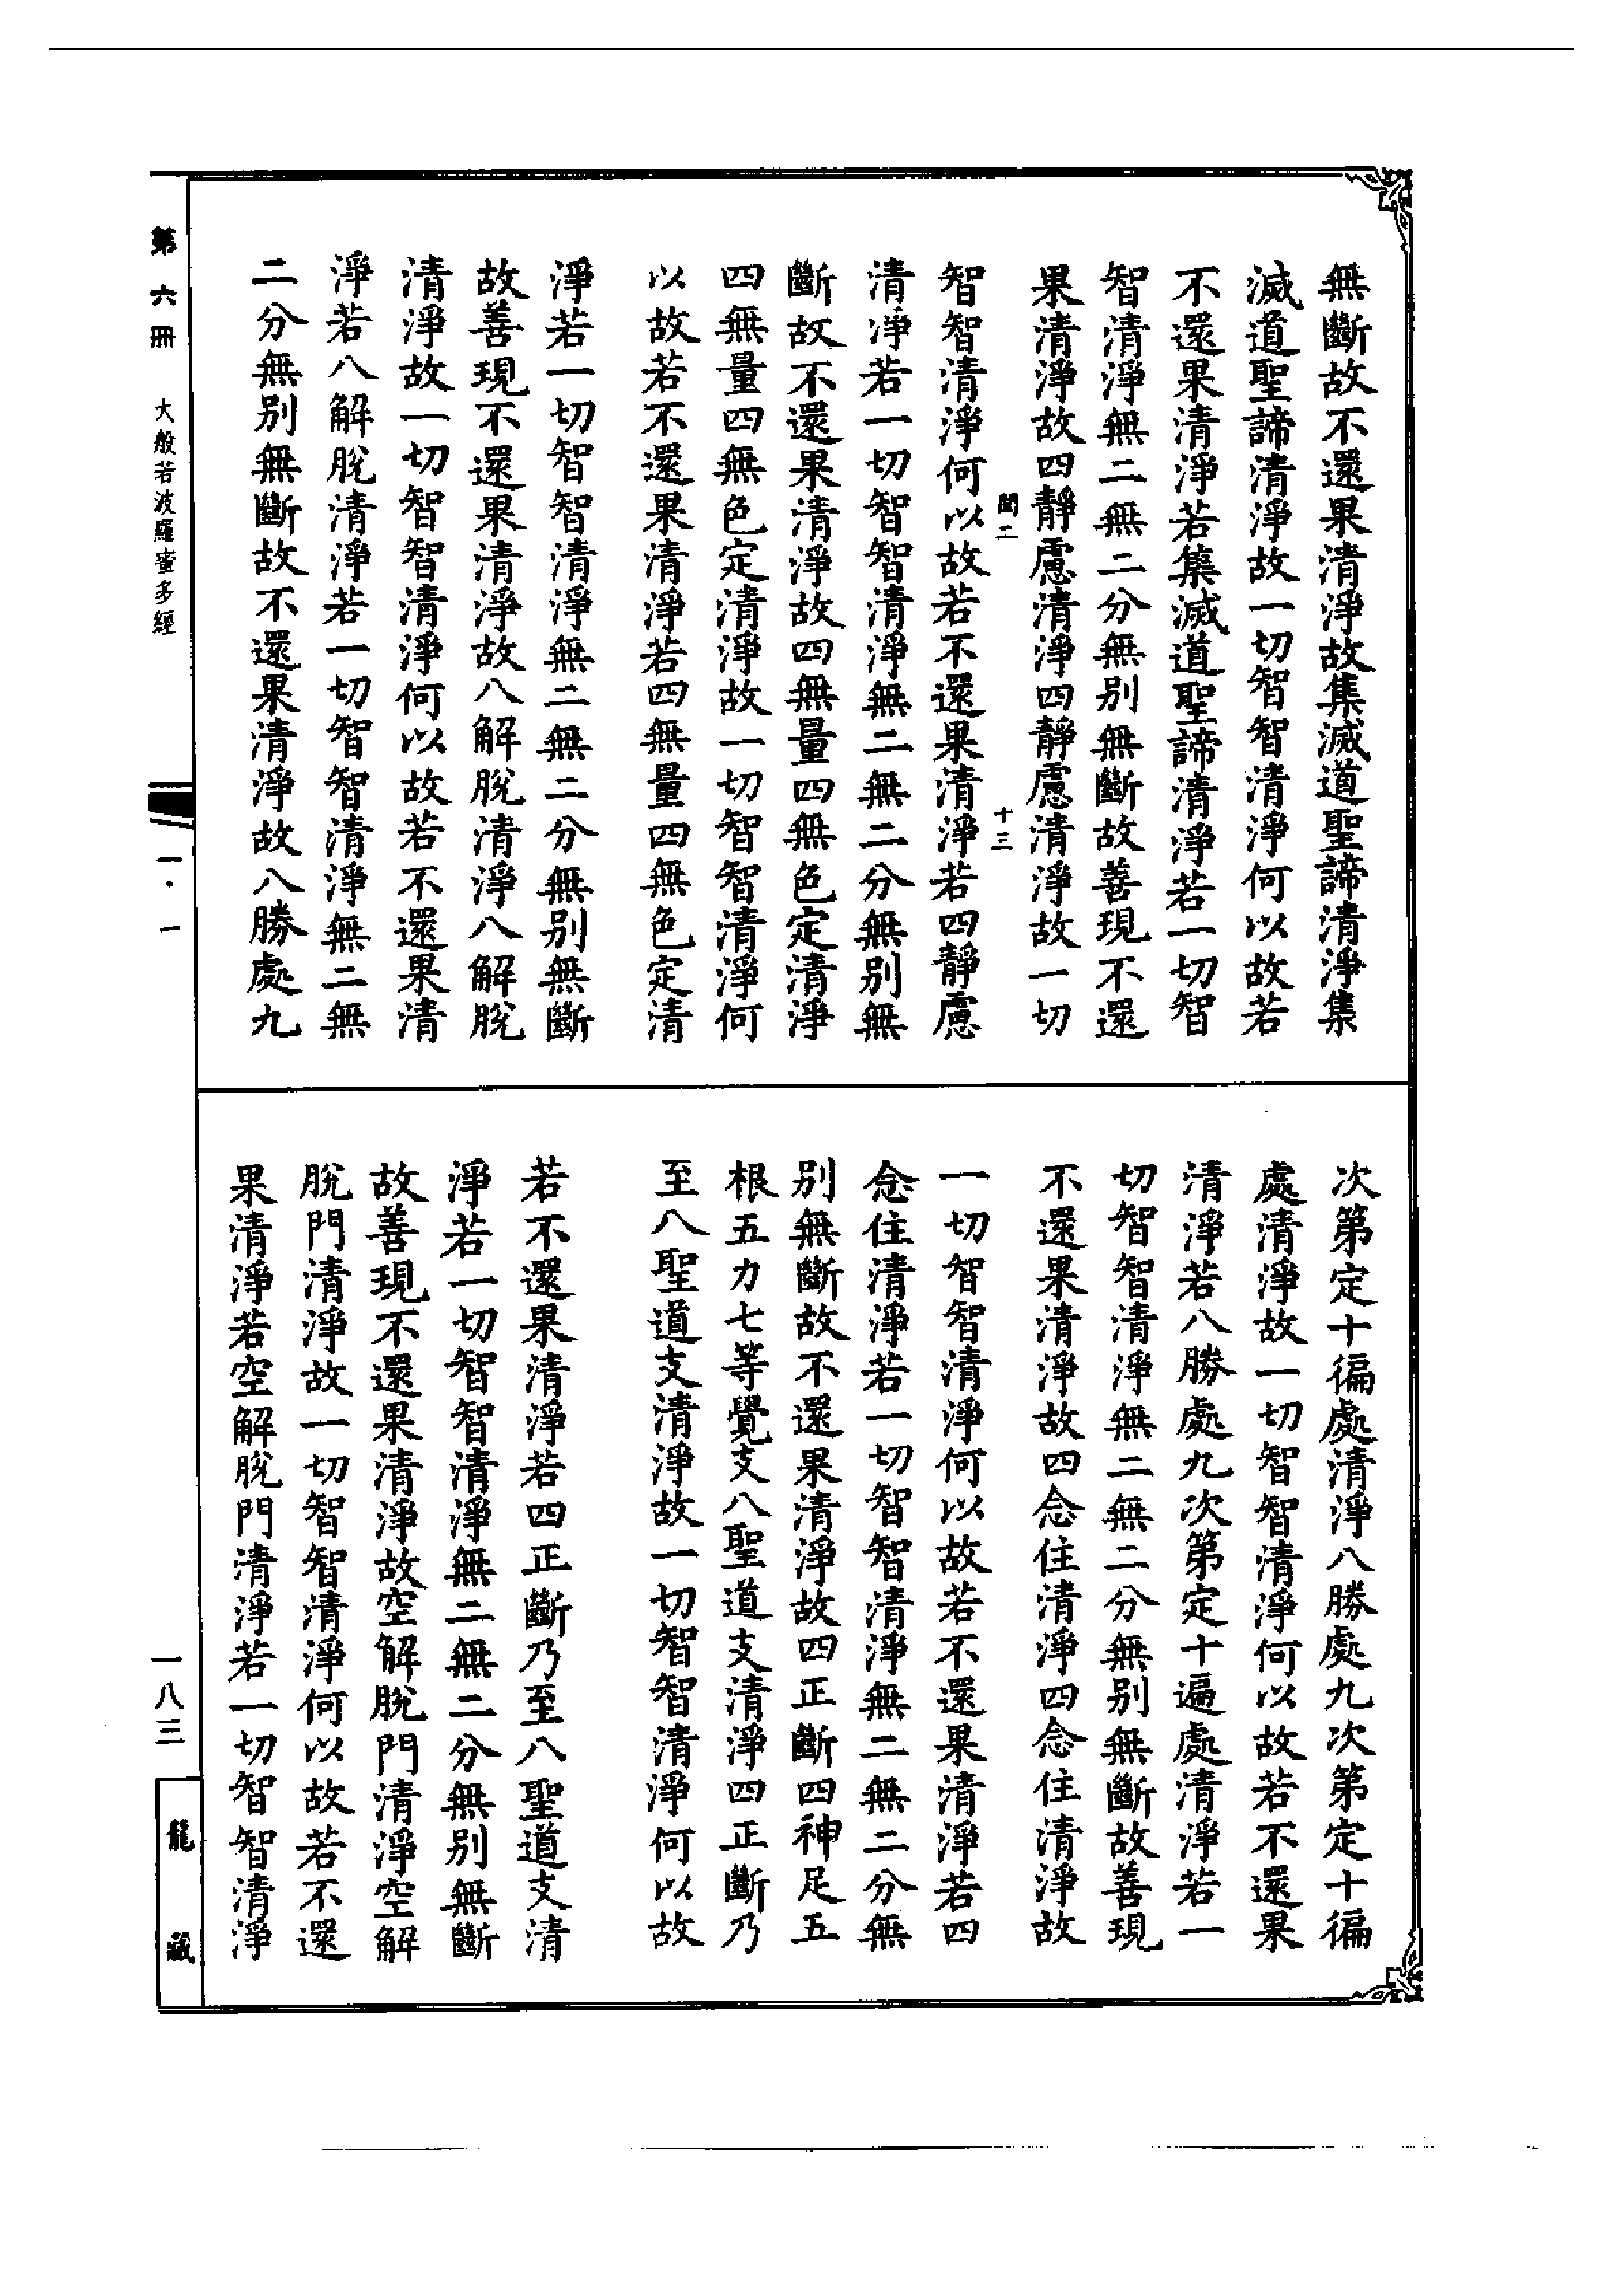 無斷故不還果清淨故集滅道聖諦清淨集
滅道聖諦清淨故一切智智清淨何以故若
不還果清淨若集滅道聖諦清淨若一切智
智清淨無二無二分無別無斷故善現不還
果清淨故四靜慮清淨四靜慮清淨故一切
閏二 十三
智智清淨何以故若不還果清淨若四靜慮
清淨若一切智智清淨無二無二分無別無
斷故不還果清淨故四無量四無色定清淨
四無量四無色定清淨故一切智智清淨何
以故若不還果清淨若四無量四無色定清
淨若一切智智清淨無二無二分無別無斷
故善現不還果清淨故八解脫清淨八解脫
清淨故一切智智清淨何以故若不還果清
淨若八解脫清淨若一切智智清淨無二無
二分無別無斷故不還果清淨故八勝處九
次第定十徧處清淨八勝處九次第定十徧
處清淨故一切智智清淨何以故若不還果
清淨若八勝處九次第定十遍處清淨若一
切智智清淨無二無二分無別無斷故善現
不還果清淨故四念住清淨四念住清淨故
一切智智清淨何以故若不還果清淨若四
念住清淨若一切智智清淨無二無二分無
別無斷故不還果清淨故四正斷四神足五
根五力七等覺支八聖道支清淨四正斷乃
至八聖道支清淨故一切智智清淨何以故
若不還果清淨若四正斷乃至八聖道支清
淨若一切智智清淨無二無二分無別無斷
故善現不還果清淨故空解脫門清淨空解
脫門清淨故一切智智清淨何以故若不還
果清淨若空解脫門清淨若一切智智清淨
第六冊 大般若波羅蜜多經 一·一 一八三 龍藏